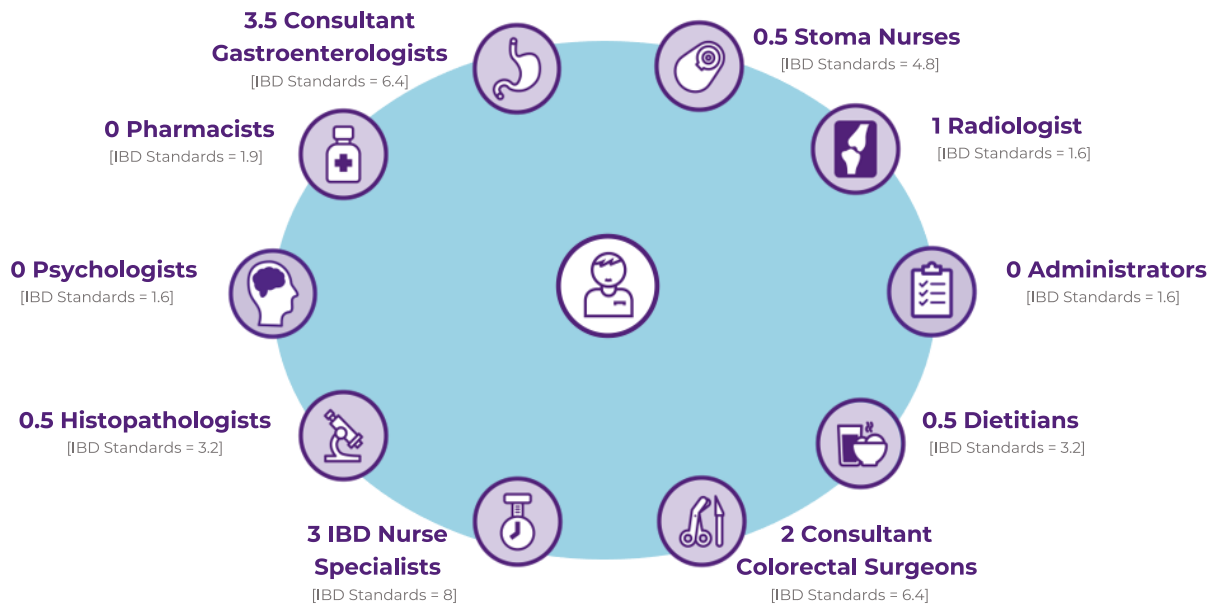 3.5 Consultant
Gastroenterologists
[IBD Standards = 6.4]
0.5 Stoma Nurses
[IBD Standards = 4.8]
0 Pharmacists
[IBD Standards = 1.9]
1 Radiologist
[IBD Standards = 1.6]
0 Psychologists
[IBD Standards = 1.6]
0 Administrators
[IBD Standards = 1.6]
0.5 Histopathologists
[IBD Standards = 3.2]
0.5 Dietitians
[IBD Standards = 3.2]
3 IBD Nurse
Specialists
[IBD Standards = 8]
2 Consultant
Colorectal Surgeons
[IBD Standards = 6.4]